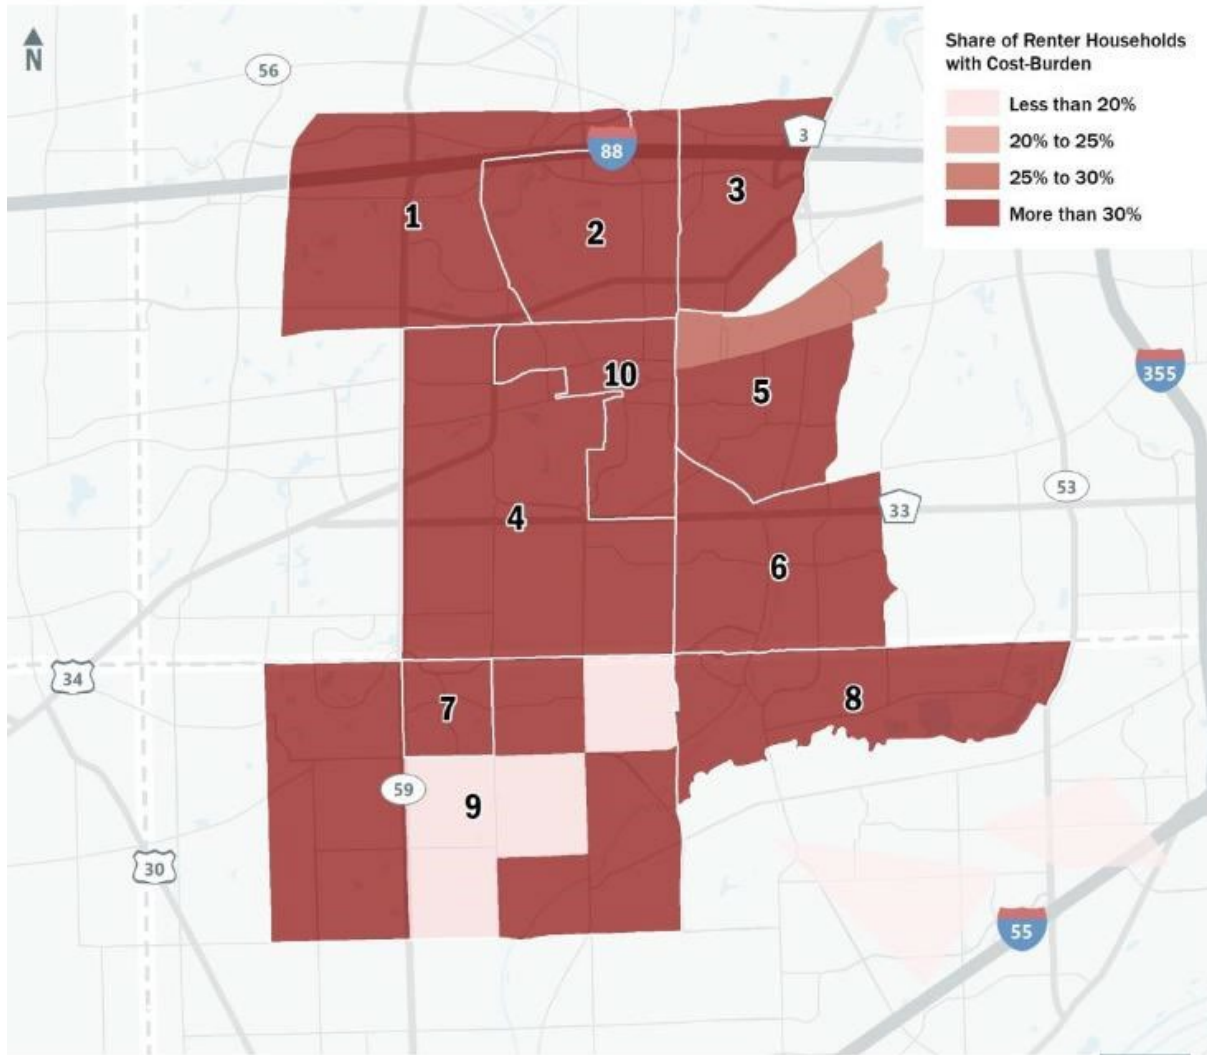 Share of Renter Households
with Cost-Burden
Less than 20%
20% to 25%
25% to 30%
More than 30%
N
56
88
3
1
2
3
10
5
355
4
53
33
6
34
7
8
59
9
30
55